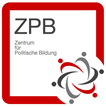 ZPB
Zentrum
für
Politische Bildung